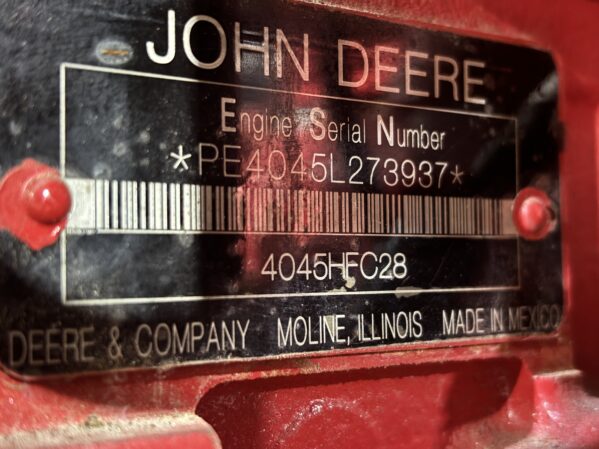 JOHN DEERE
Engine Serial Number
*PE4045L273937*
4045HFC28
DEERE & COMPANY MOLINE, ILLINOIS MADE IN MEXICO